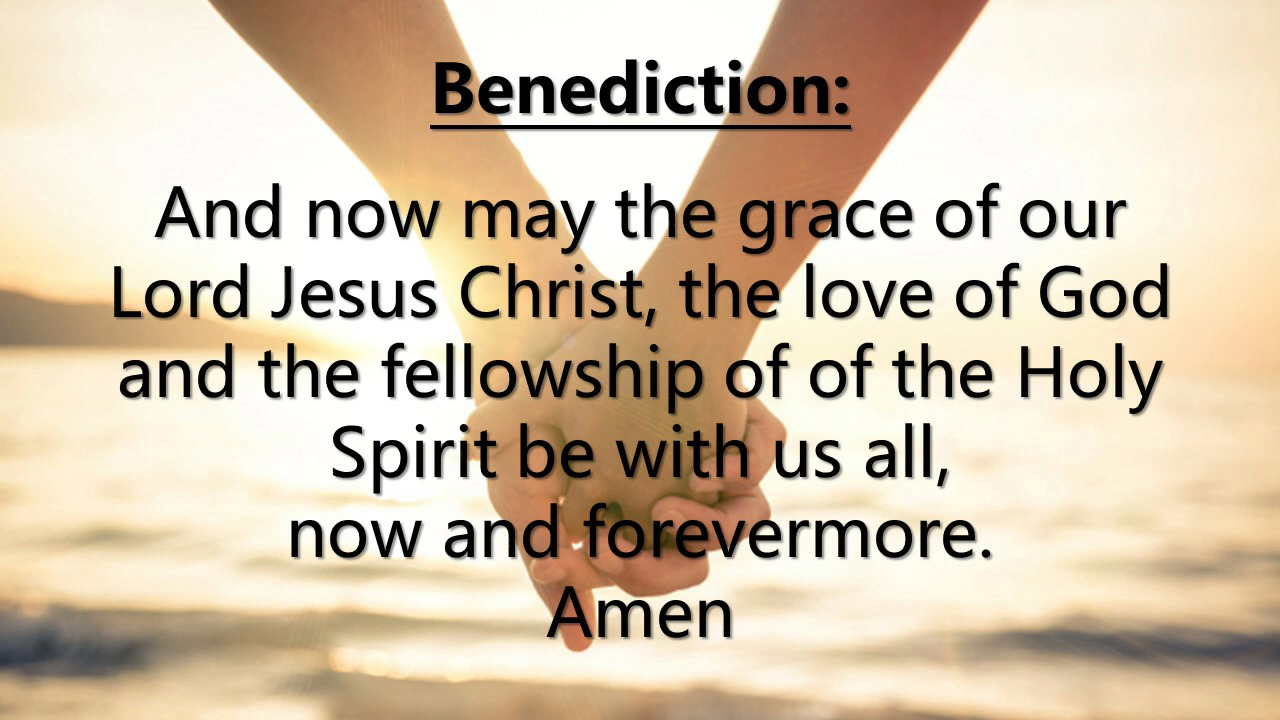 Benediction:
And now may the grace of our
Lord Jesus Christ, the love of God
and the fellowship of of the Holy
Spirit be with us all,
now and forevermore.
Amen